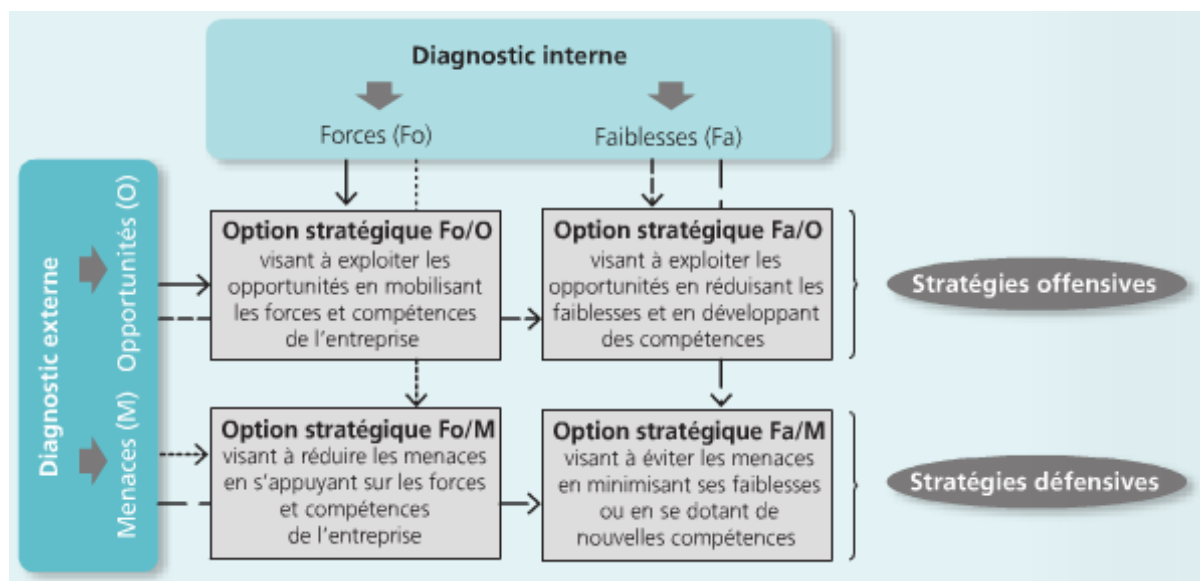 Diagnostic interne
Forces (Fo)
Faiblesses (Fa)
Diagnostic externe
Opportunités (O)
Menaces (M)
Option stratégique Fo/O
visant à exploiter les
opportunités en mobilisant
les forces et compétences
de l'entreprise
Option stratégique Fa/O
visant à exploiter les
opportunités en réduisant les
faiblesses et en développant
des compétences
Stratégies offensives
Option stratégique Fo/M
visant à réduire les menaces
en s'appuyant sur les forces
et compétences
de l'entreprise
Option stratégique Fa/M
visant à éviter les menaces
en minimisant ses faiblesses
ou en se dotant de
nouvelles compétences
Stratégies défensives